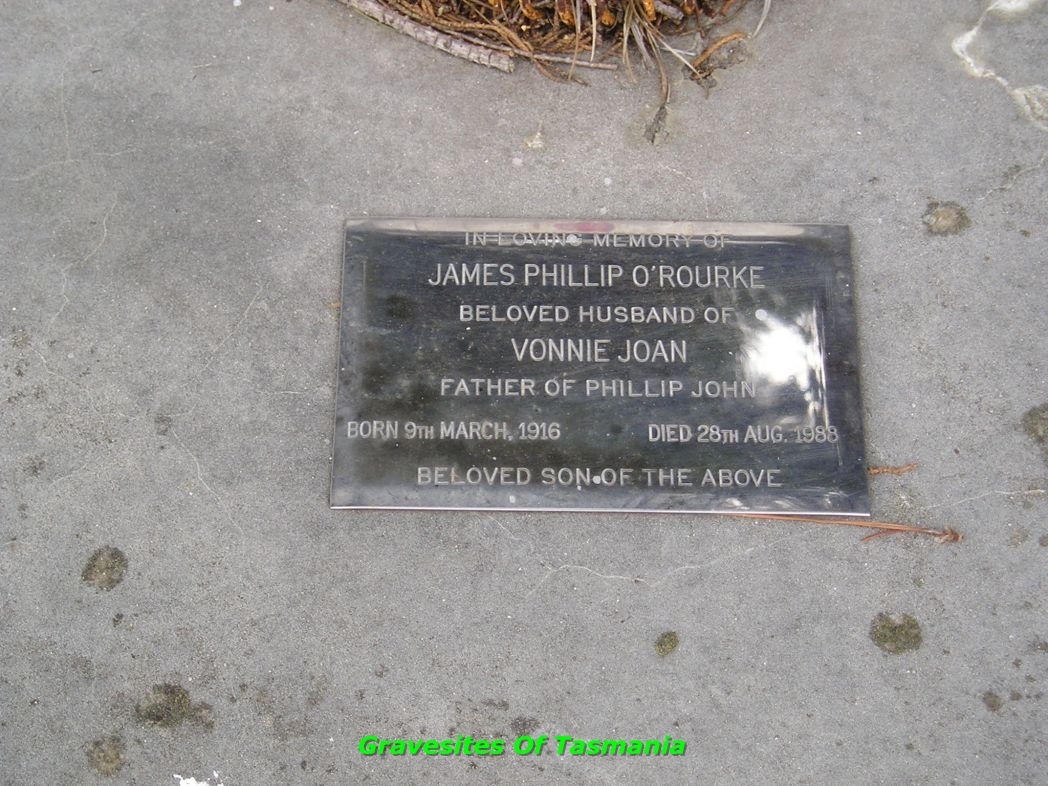 IN LOVING MEMORY OF
JAMES PHILLIP O'ROURKE
BELOVED HUSBAND OF
VONNIE JOAN
FATHER OF PHILLIP JOHN
BORN 9TH MARCH, 1916 DIED 28TH AUG. 1988
BELOVED SON OF THE ABOVE
Gravesites Of Tasmania